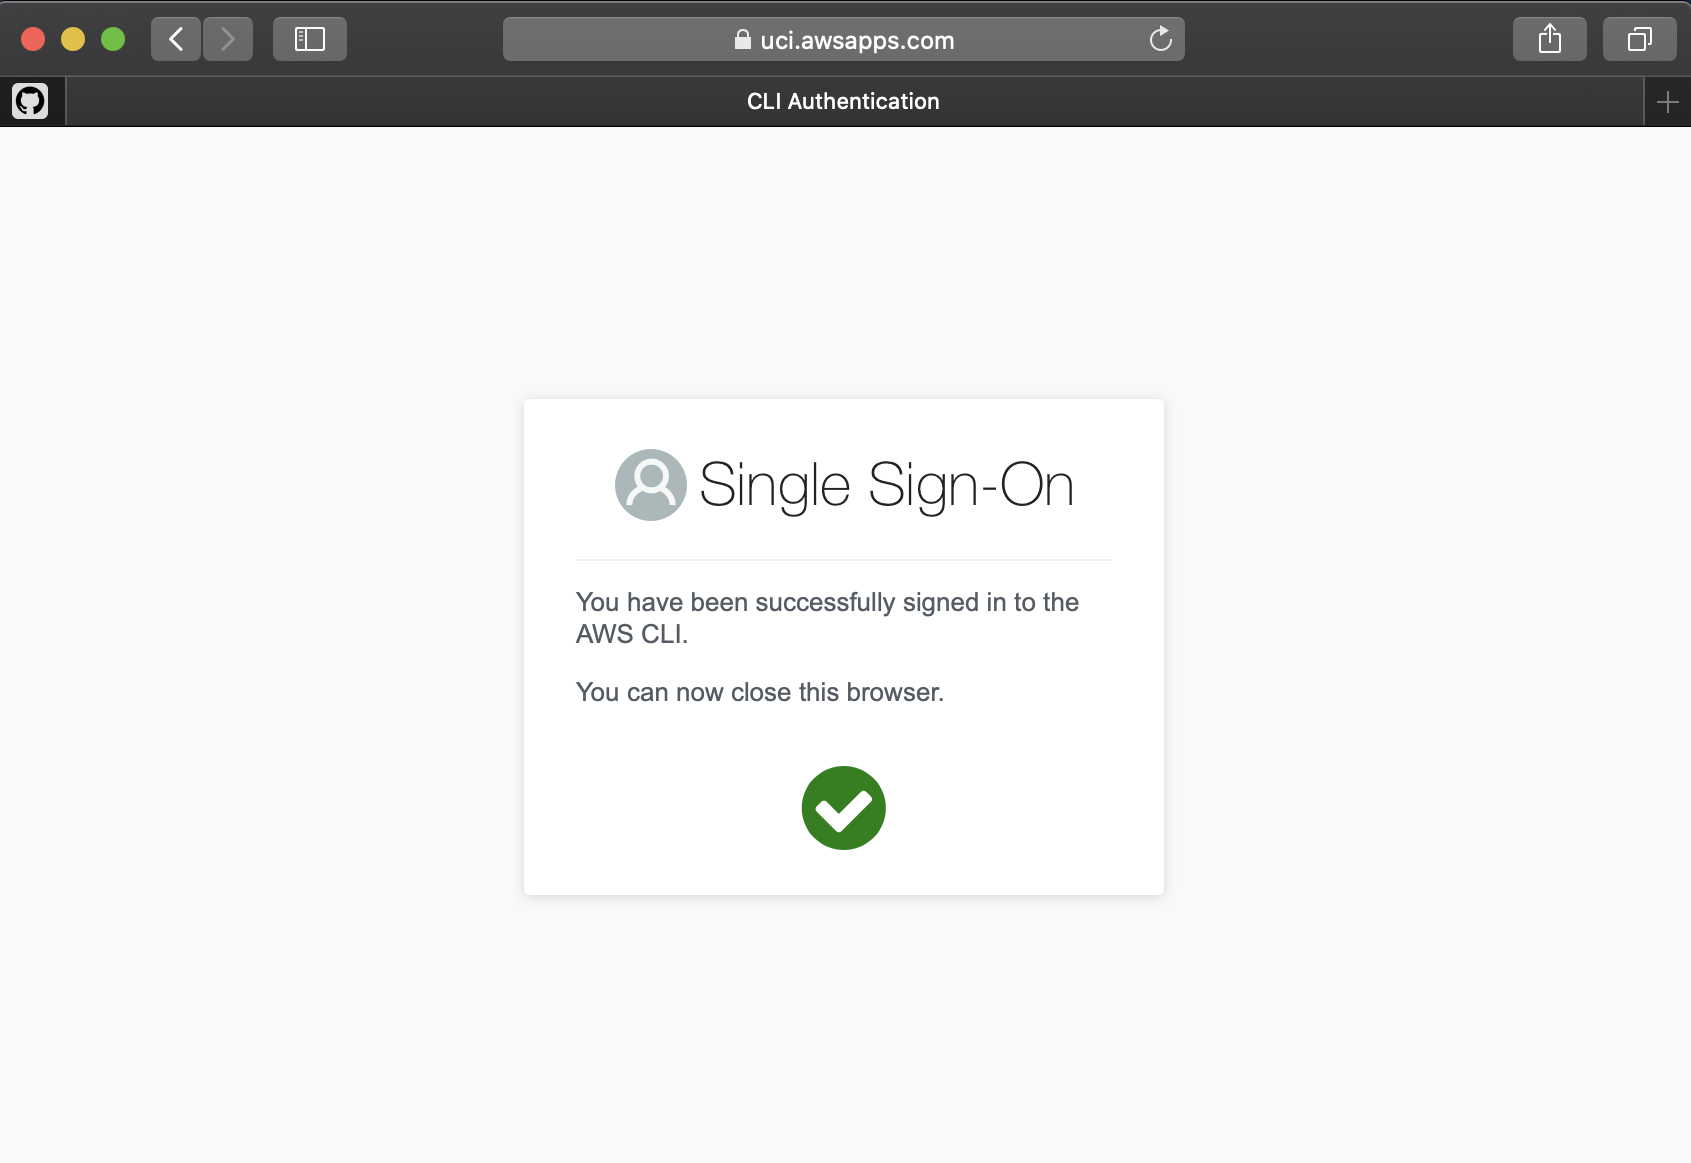 uci.awsapps.com
CLI Authentication
Single Sign-On
You have been successfully signed in to the
AWS CLI.
You can now close this browser.